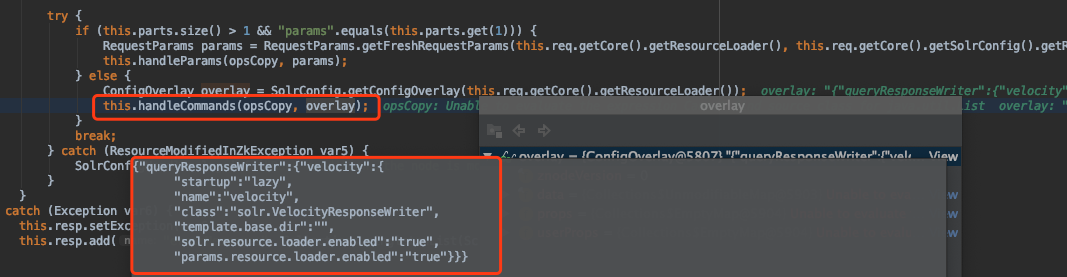 try {
if (this.parts.size() > 1 && "params".equals(this.parts.get(1))) {
RequestParams params = RequestParams.getFreshRequestParams(this.req.getCore().getResourceLoader(), this.req.getCore().getSolrConfig().getR
this.handleParams(opsCopy, params);
} else {
ConfigOverlay overlay = SolrConfig.getConfigOverlay(this.req.getCore().getResourceLoader()); overlay: "{"queryResponseWriter":{"velocity"
this.handleCommands(opsCopy, overlay); opsCopy: Unabl List overlay: "
overlay
}
break;
} catch (ResourceModifiedInZkException var5) {
overlay = {ConfigOverlay@5807} "{"queryResponseWriter":{"vel… View
SolrConf
{"queryResponseWriter":{"velocity":{
"startup":"lazy",
"name":"velocity",
"class":"solr.VelocityResponseWriter",
"template.base.dir":"",
"solr.resource.loader.enabled":"true",
"params.resource.loader.enabled":"true"}}}
}
}
catch (Exception
this.resp.setExce
this.resp.add(